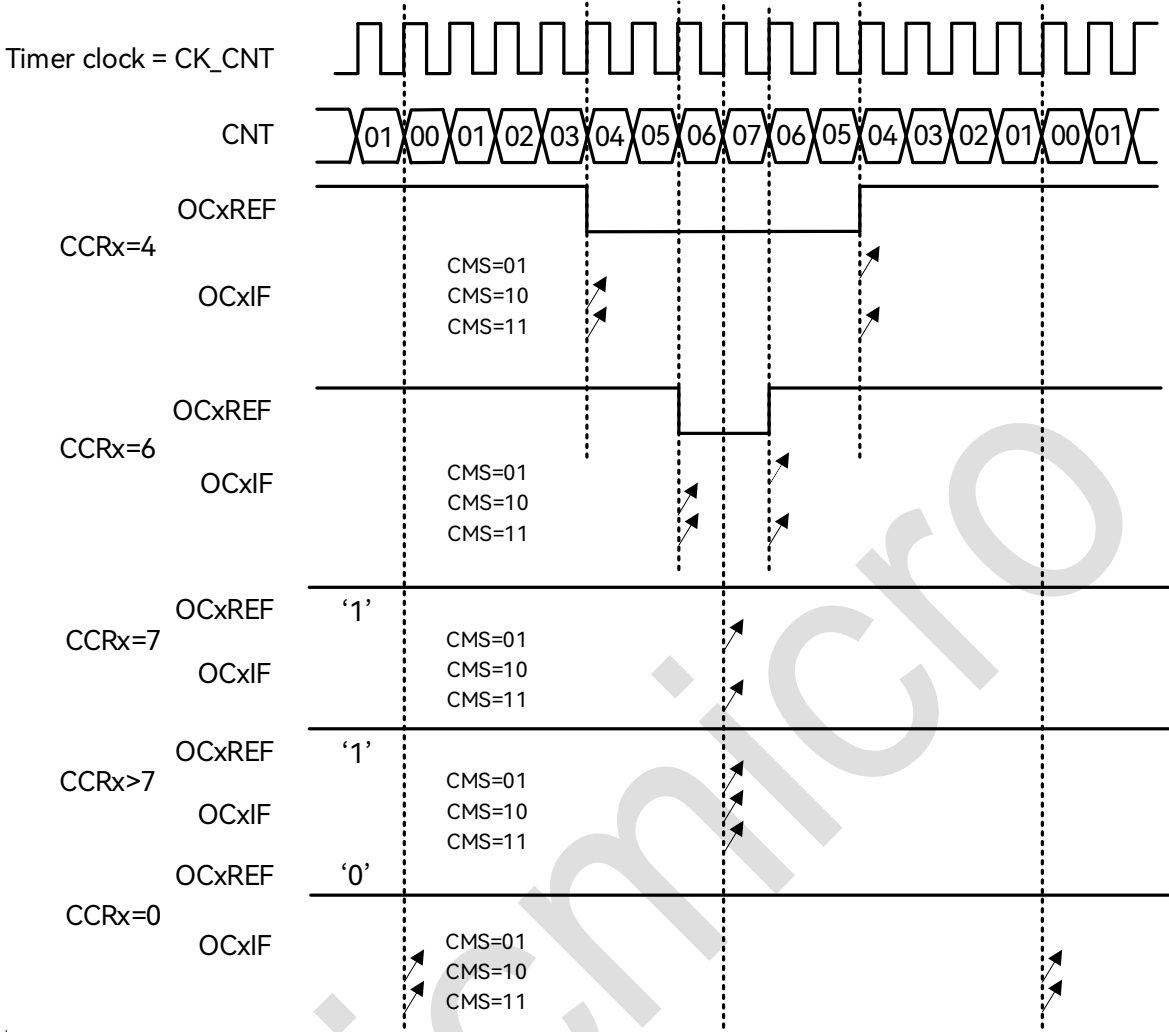 Timer clock = CK_CNT
CNT
01 00 01 02 03 04 05 06 07 06 05 04 03 02 01 00 01
OCxREF
CCRx=4
OCxIF
CMS=01
CMS=10
CMS=11
OCxREF
CCRx=6
OCxIF
CMS=01
CMS=10
CMS=11
OCxREF ‘1’
CCRx=7
OCxIF
CMS=01
CMS=10
CMS=11
OCxREF ‘1’
CCRx>7
OCxIF
CMS=01
CMS=10
CMS=11
OCxREF ‘0’
CCRx=0
OCxIF
CMS=01
CMS=10
CMS=11
micro